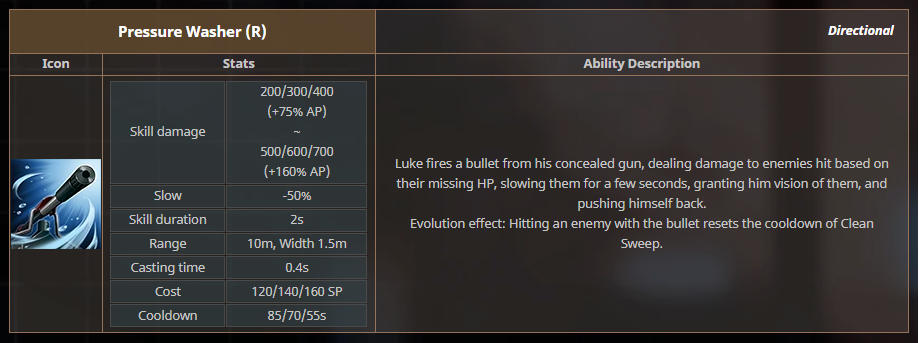 Pressure Washer (R)
Directional
Icon
Stats
Ability Description
Skill damage
200/300/400
(+75% AP)
~
500/600/700
(+160% AP)
Slow
-50%
Skill duration
2s
Range
10m, Width 1.5m
Casting time
0.4s
Cost
120/140/160 SP
Cooldown
85/70/55s
Luke fires a bullet from his concealed gun, dealing damage to enemies hit based on
their missing HP, slowing them for a few seconds, granting him vision of them, and
pushing himself back.
Evolution effect: Hitting an enemy with the bullet resets the cooldown of Clean
Sweep.